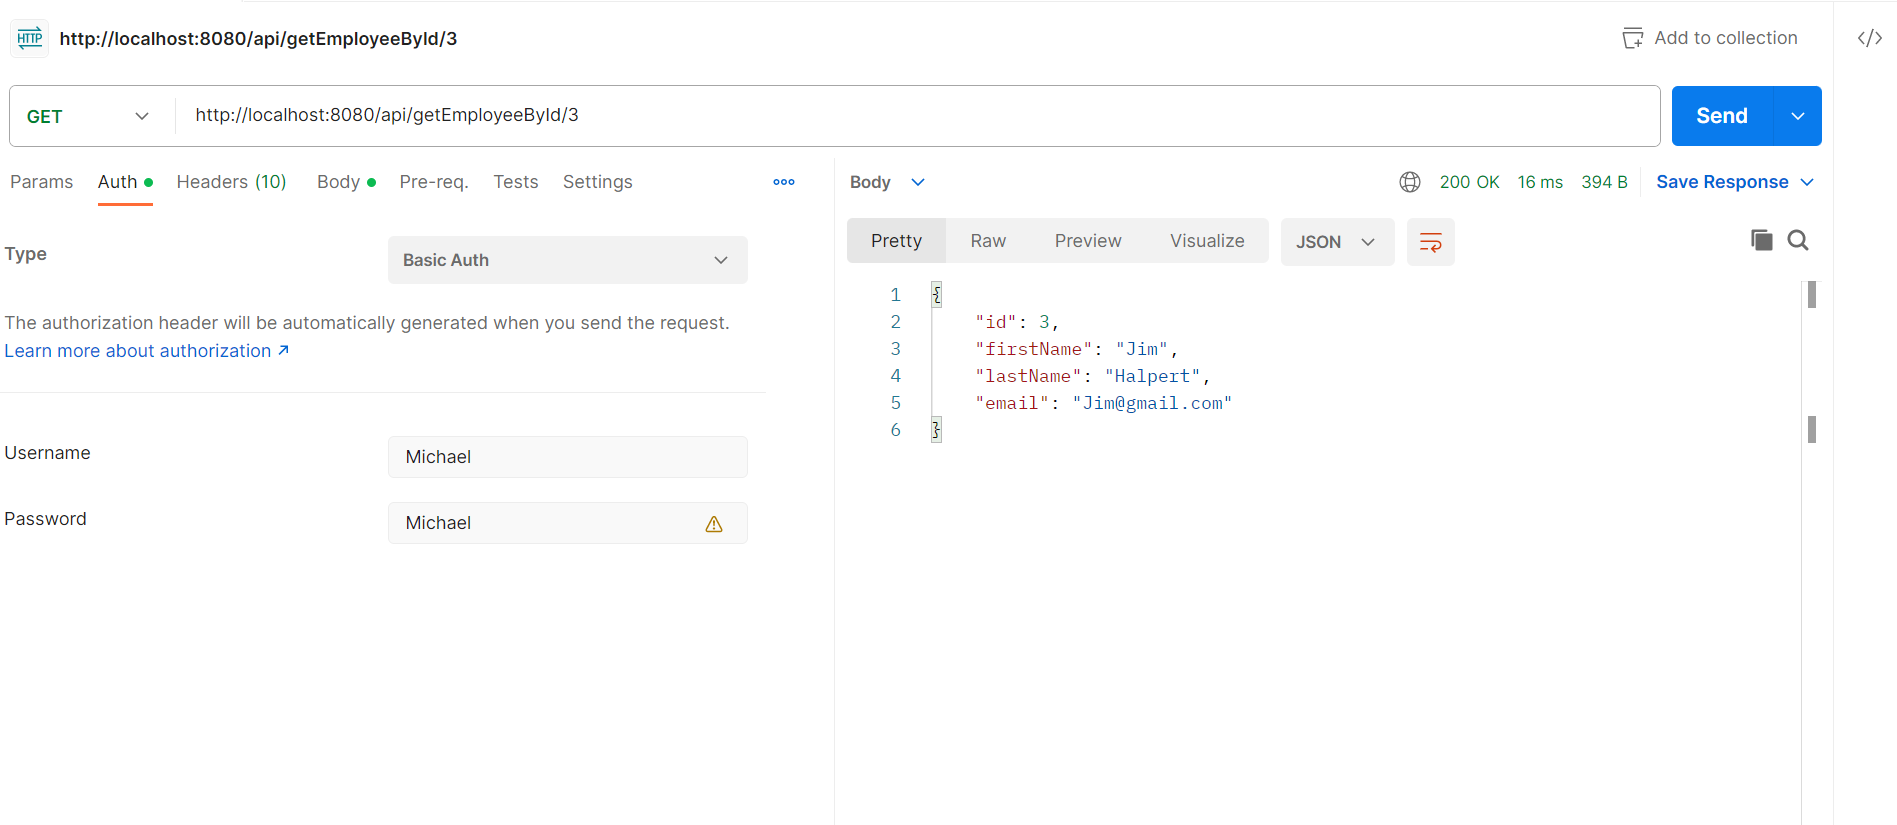 HTTP http://localhost:8080/api/getEmployeeById/3
Add to collection
GET http://localhost:8080/api/getEmployeeById/3
Send
Params Auth Headers (10) Body Pre-req. Tests Settings
Type
Basic Auth
The authorization header will be automatically generated when you send the request.
Learn more about authorization
Username
Michael
Password
Michael
Body
200 OK 16 ms 394 B Save Response
Pretty Raw Preview Visualize JSON
1 {
2 "id": 3,
3 "firstName": "Jim",
4 "lastName": "Halpert",
5 "email": "Jim@gmail.com"
6 }